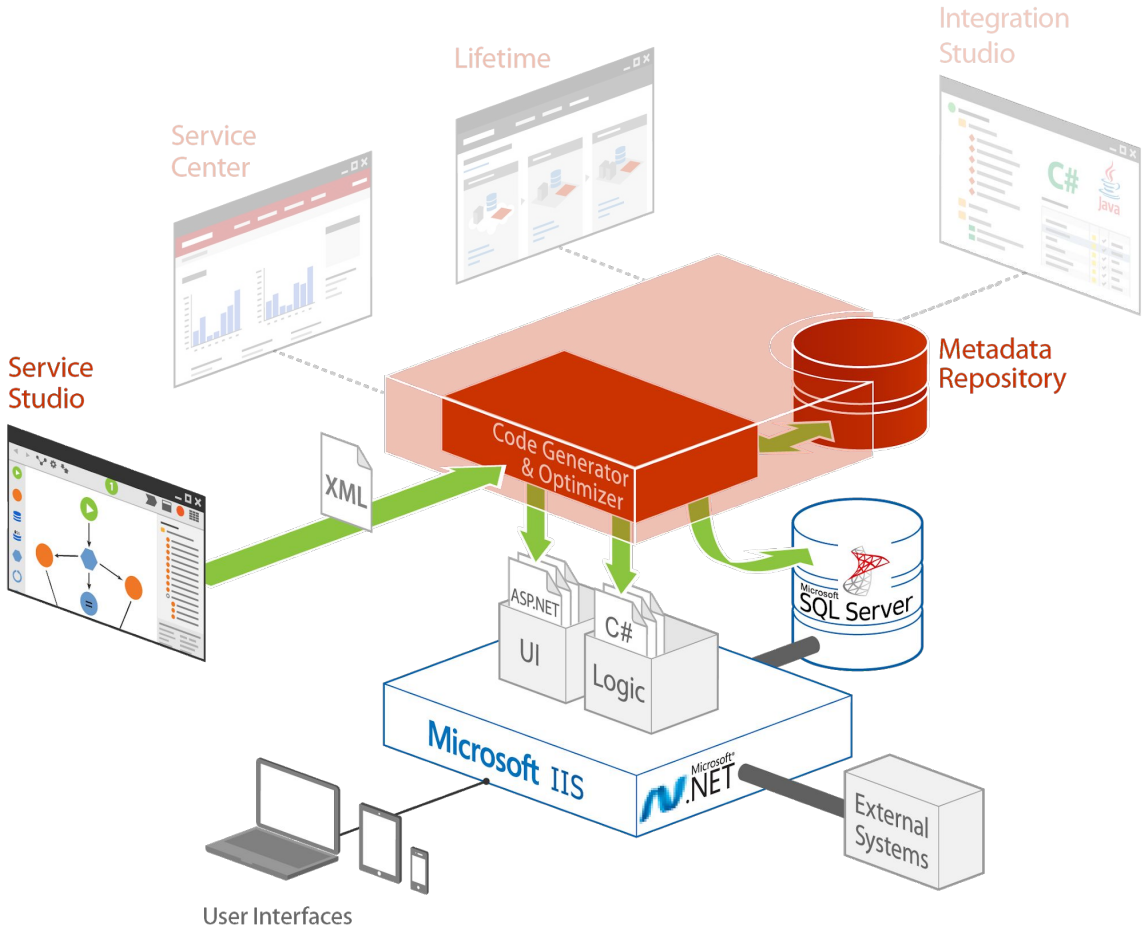 Integration
Studio
Lifetime
Service
Center
C#
Java
Metadata
Repository
Service
Studio
1
Code Generator
& Optimizer
XML
ASP.NET
UI
C#
Logic
Microsoft
SQL Server
Microsoft IIS
Microsoft®
.NET
External
Systems
User Interfaces